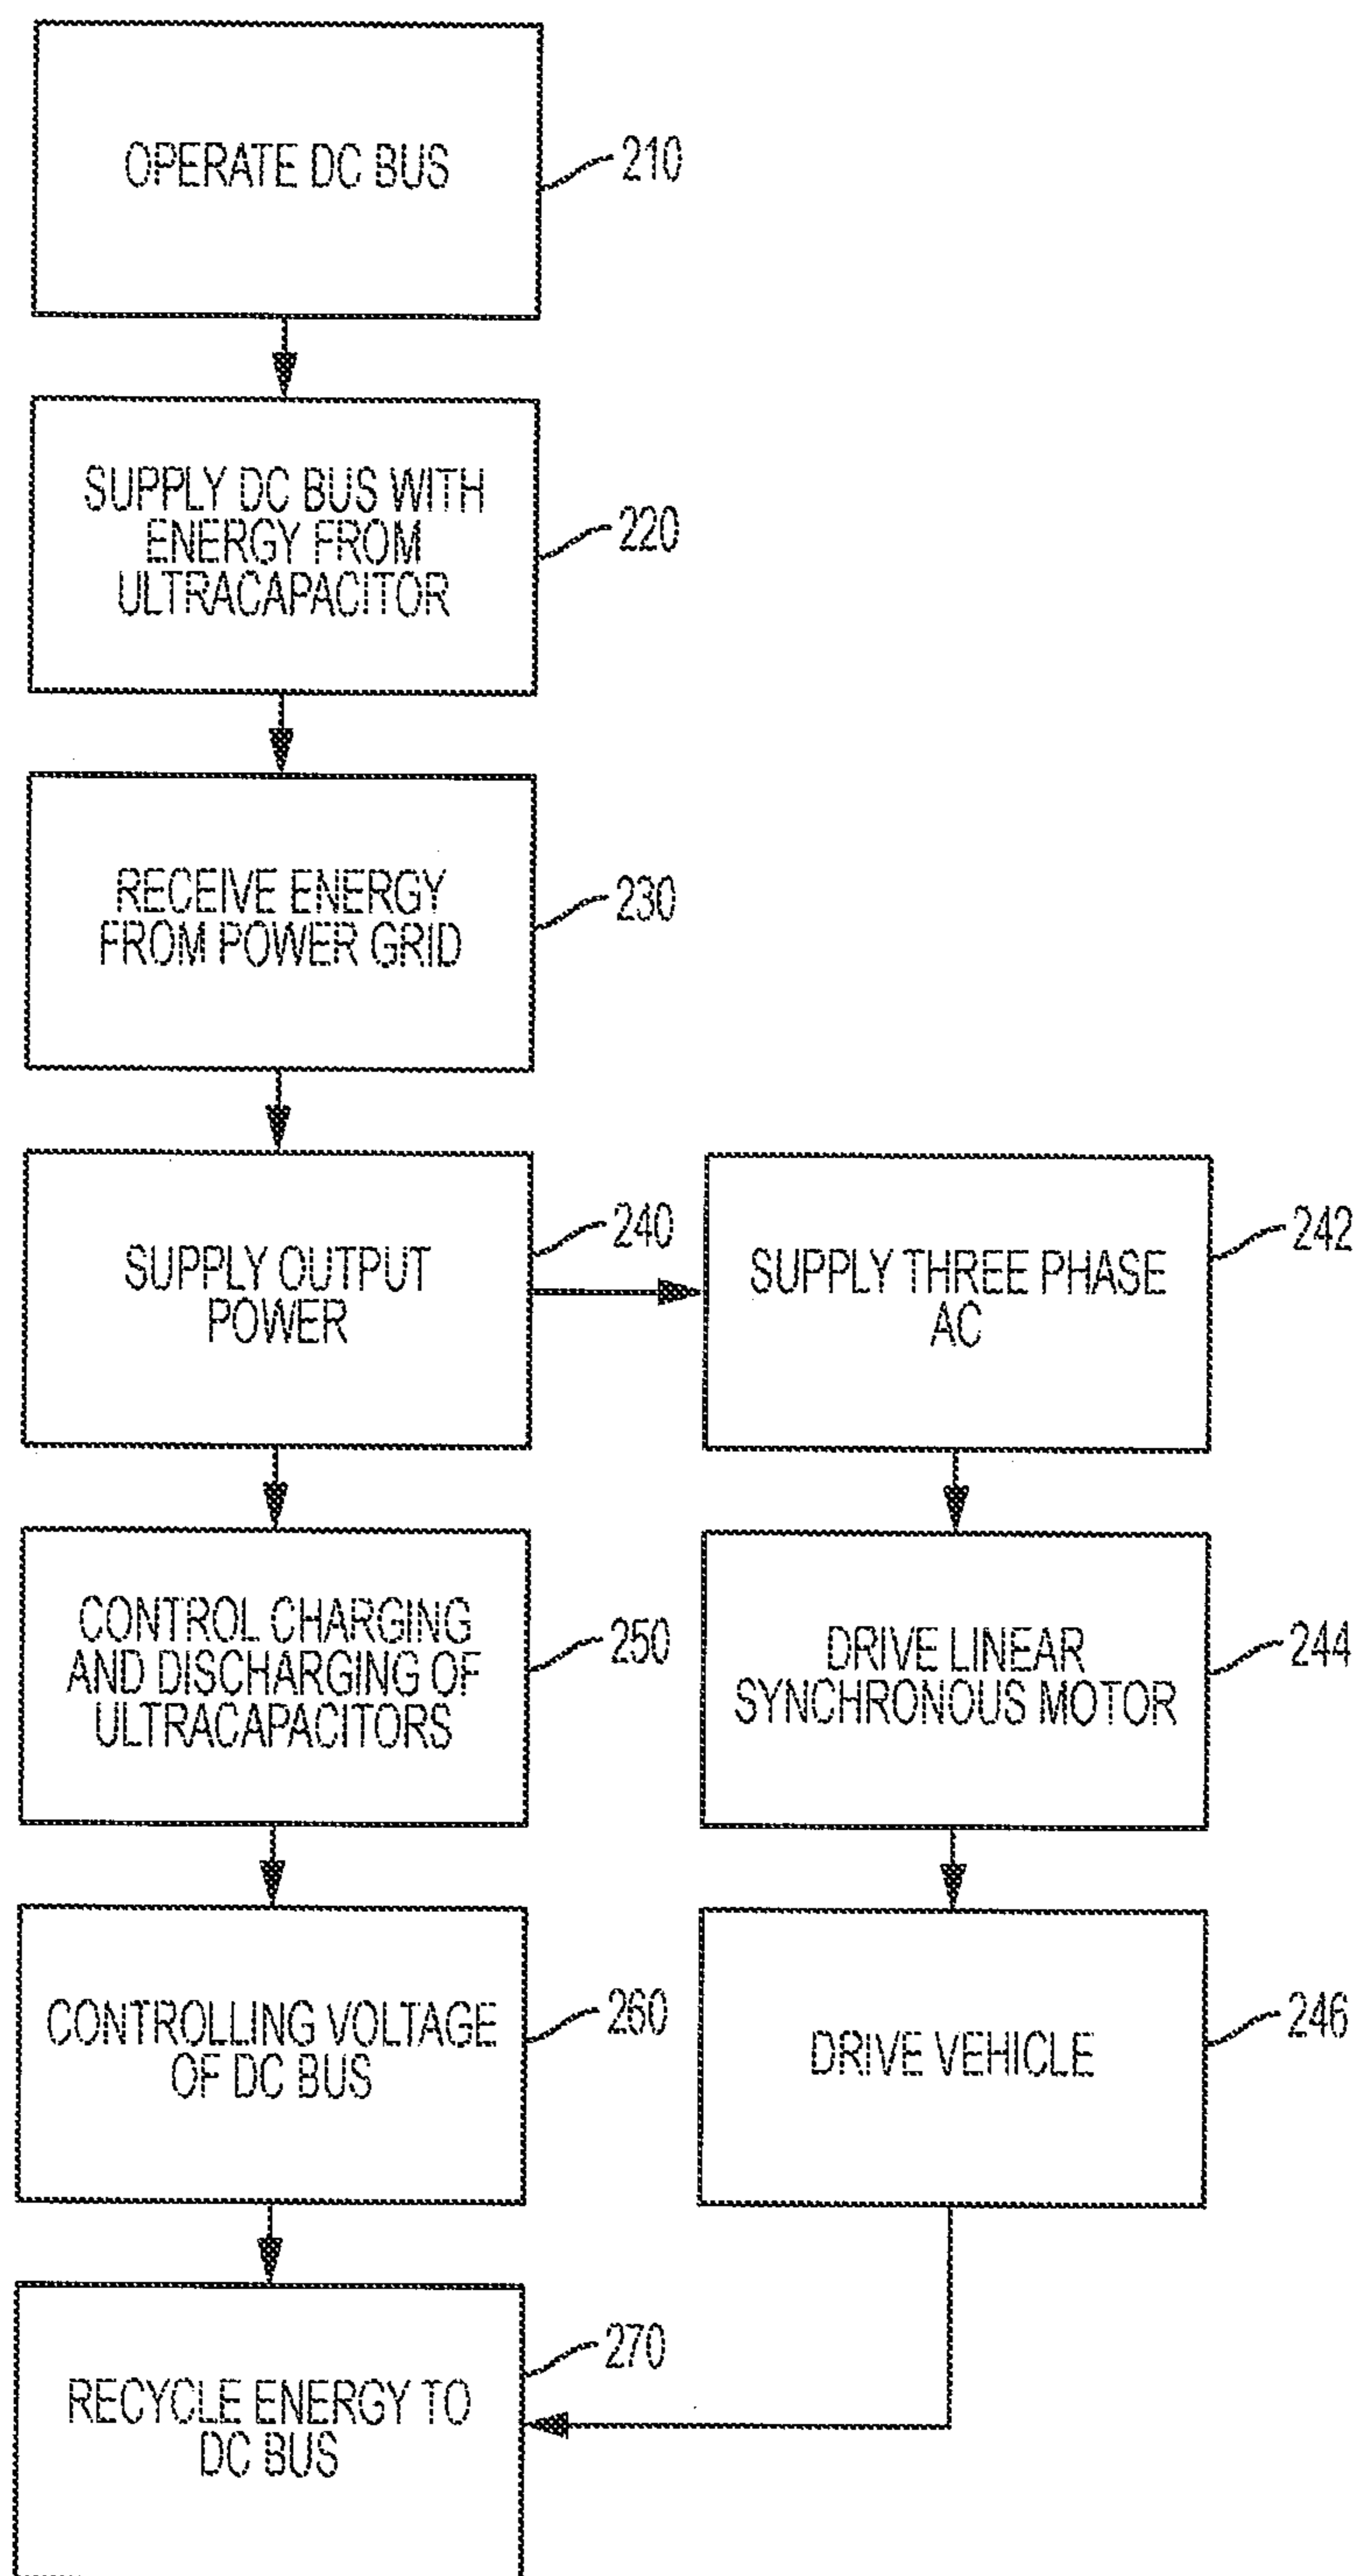 OPERATE DC BUS
210
SUPPLY DC BUS WITH
ENERGY FROM
ULTRACAPACITOR
220
RECEIVE ENERGY
FROM POWER GRID
230
SUPPLY OUTPUT
POWER
240
SUPPLY THREE PHASE
AC
242
CONTROL CHARGING
AND DISCHARGING OF
ULTRACAPACITORS
250
DRIVE LINEAR
SYNCHRONOUS MOTOR
244
CONTROLLING VOLTAGE
OF DC BUS
260
DRIVE VEHICLE
246
RECYCLE ENERGY TO
DC BUS
270